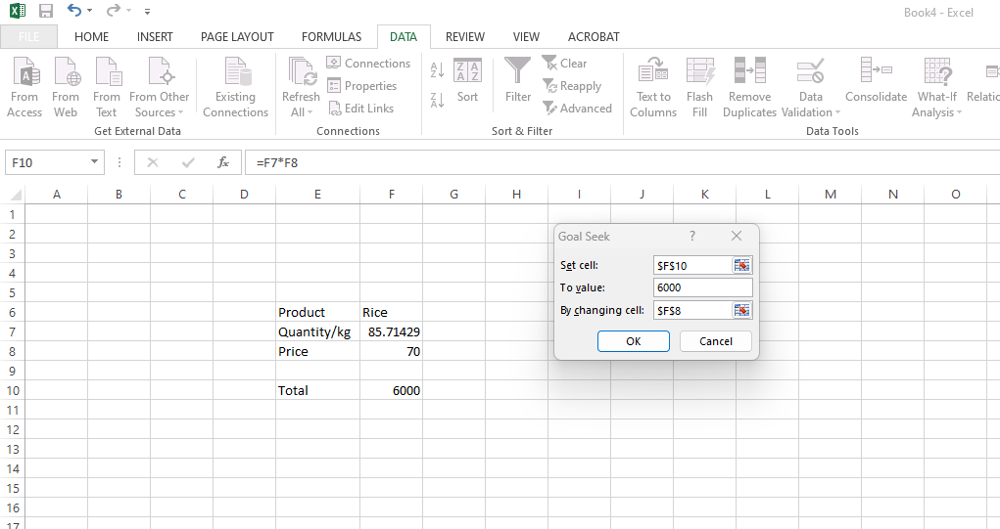 Book4 - Excel
FILE HOME INSERT PAGE LAYOUT FORMULAS DATA REVIEW VIEW ACROBAT
From Access From Web From Text From Other Sources Existing Connections Refresh All Connections Properties Edit Links Sort Filter Clear Reapply Advanced Text to Columns Flash Fill Remove Duplicates Data Validation Consolidate What-If Analysis
Get External Data Connections Sort & Filter Data Tools
F10 fx =F7*F8
A B C D E F G H I J K L M N O
1
2
3
4
5
6 Product Rice
7 Quantity/kg 85.71429
8 Price 70
9
10 Total 6000
11
12
13
14
15
16
17
Goal Seek ?
Set cell: $F$10
To value: 6000
By changing cell: $F$8
OK Cancel